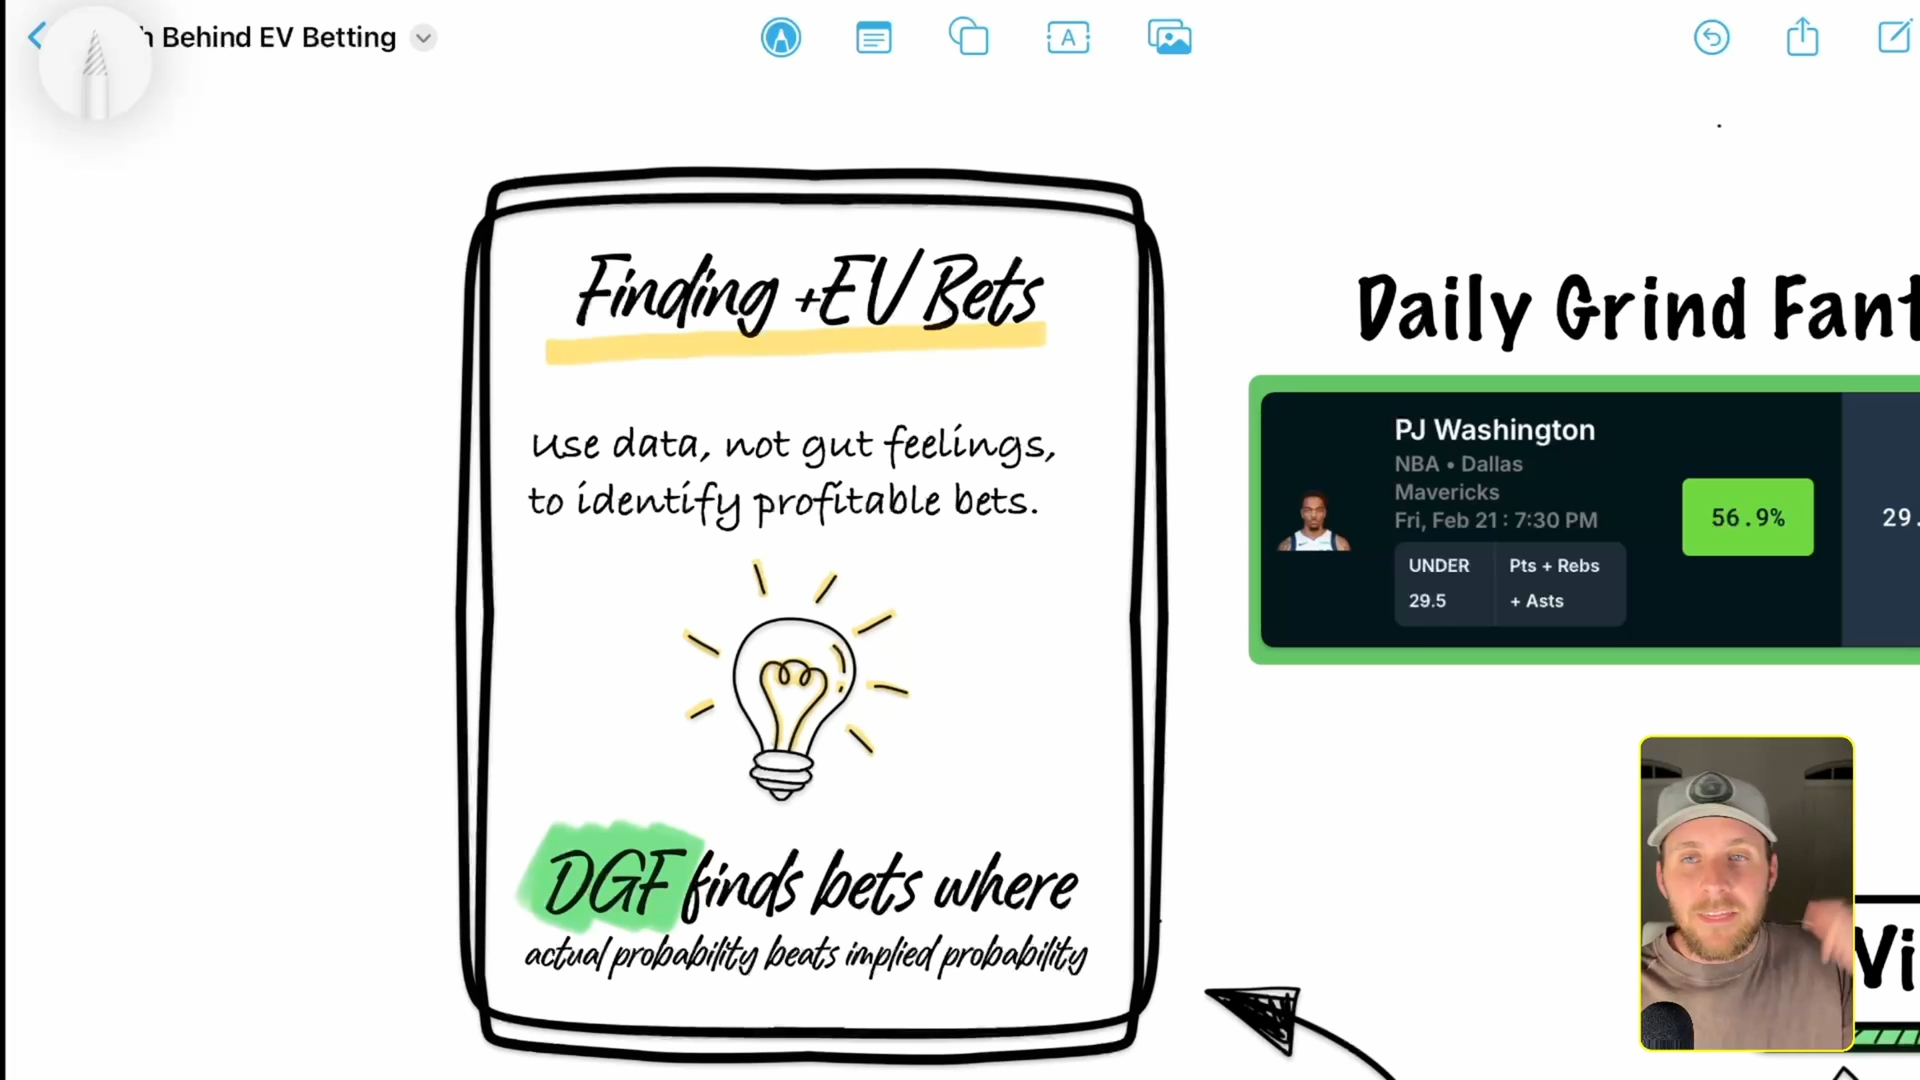 h Behind EV Betting
A
Finding +EV Bets
Use data, not gut feelings,
to identify profitable bets.
DGF finds bets where
actual probability beats implied probability
Daily Grind Fant
PJ Washington
NBA • Dallas
Mavericks
Fri, Feb 21 : 7:30 PM
UNDER
29.5
Pts + Rebs
+ Asts
56.9%
29.
Vi